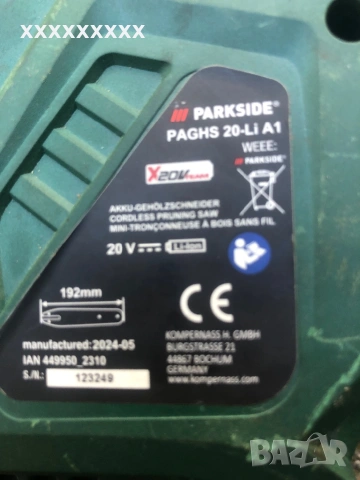 xxxxxxxxxx
PARKSIDE®
PAGHS 20-Li A1
WEEE:
PARKSIDE®
X20V TEAM
AKKU-GEHÖLZSCHNEIDER
CORDLESS PRUNING SAW
MINI-TRONÇONNEUSE À BOIS SANS FIL
20 V Li-Ion
192mm
CE
manufactured: 2024-05
IAN 449950_2310
S./N.: 123249
KOMPERNASS H. GMBH
BURGSTRASSE 21
44867 BOCHUM
GERMANY
www.kompernass.com
BAZAR